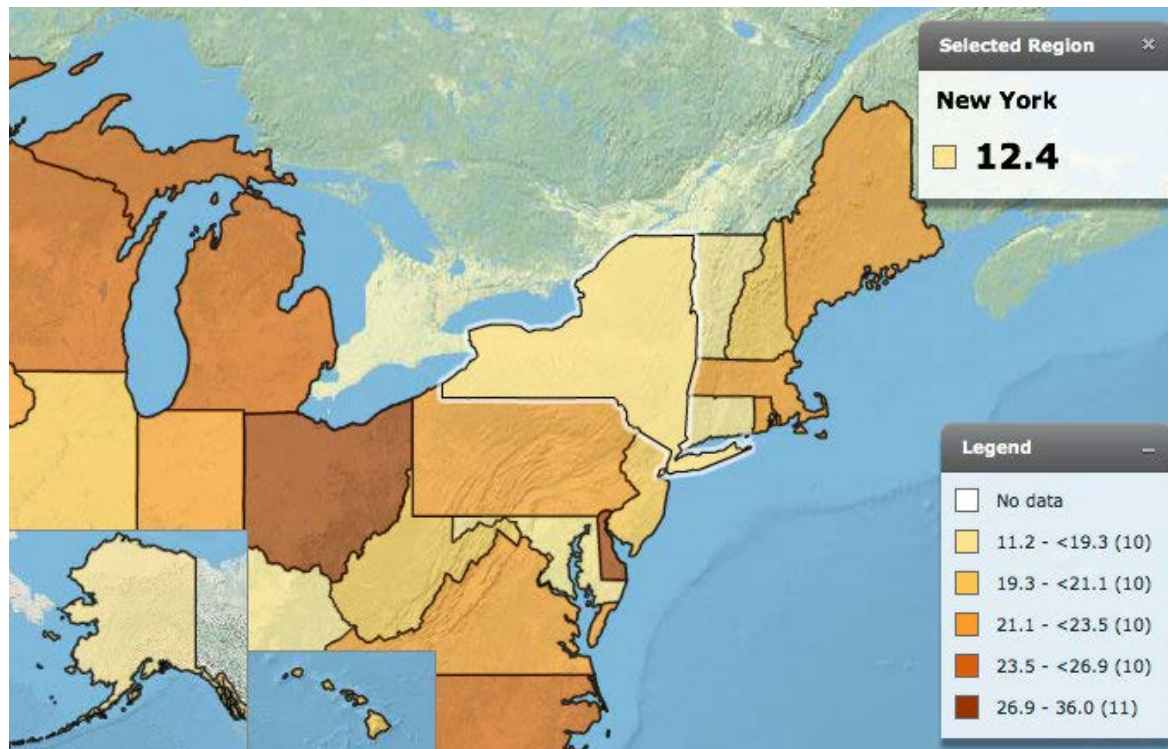 Selected Region
New York
12.4
Legend
No data
11.2 - <19.3 (10)
19.3 - <21.1 (10)
21.1 - <23.5 (10)
23.5 - <26.9 (10)
26.9 - 36.0 (11)